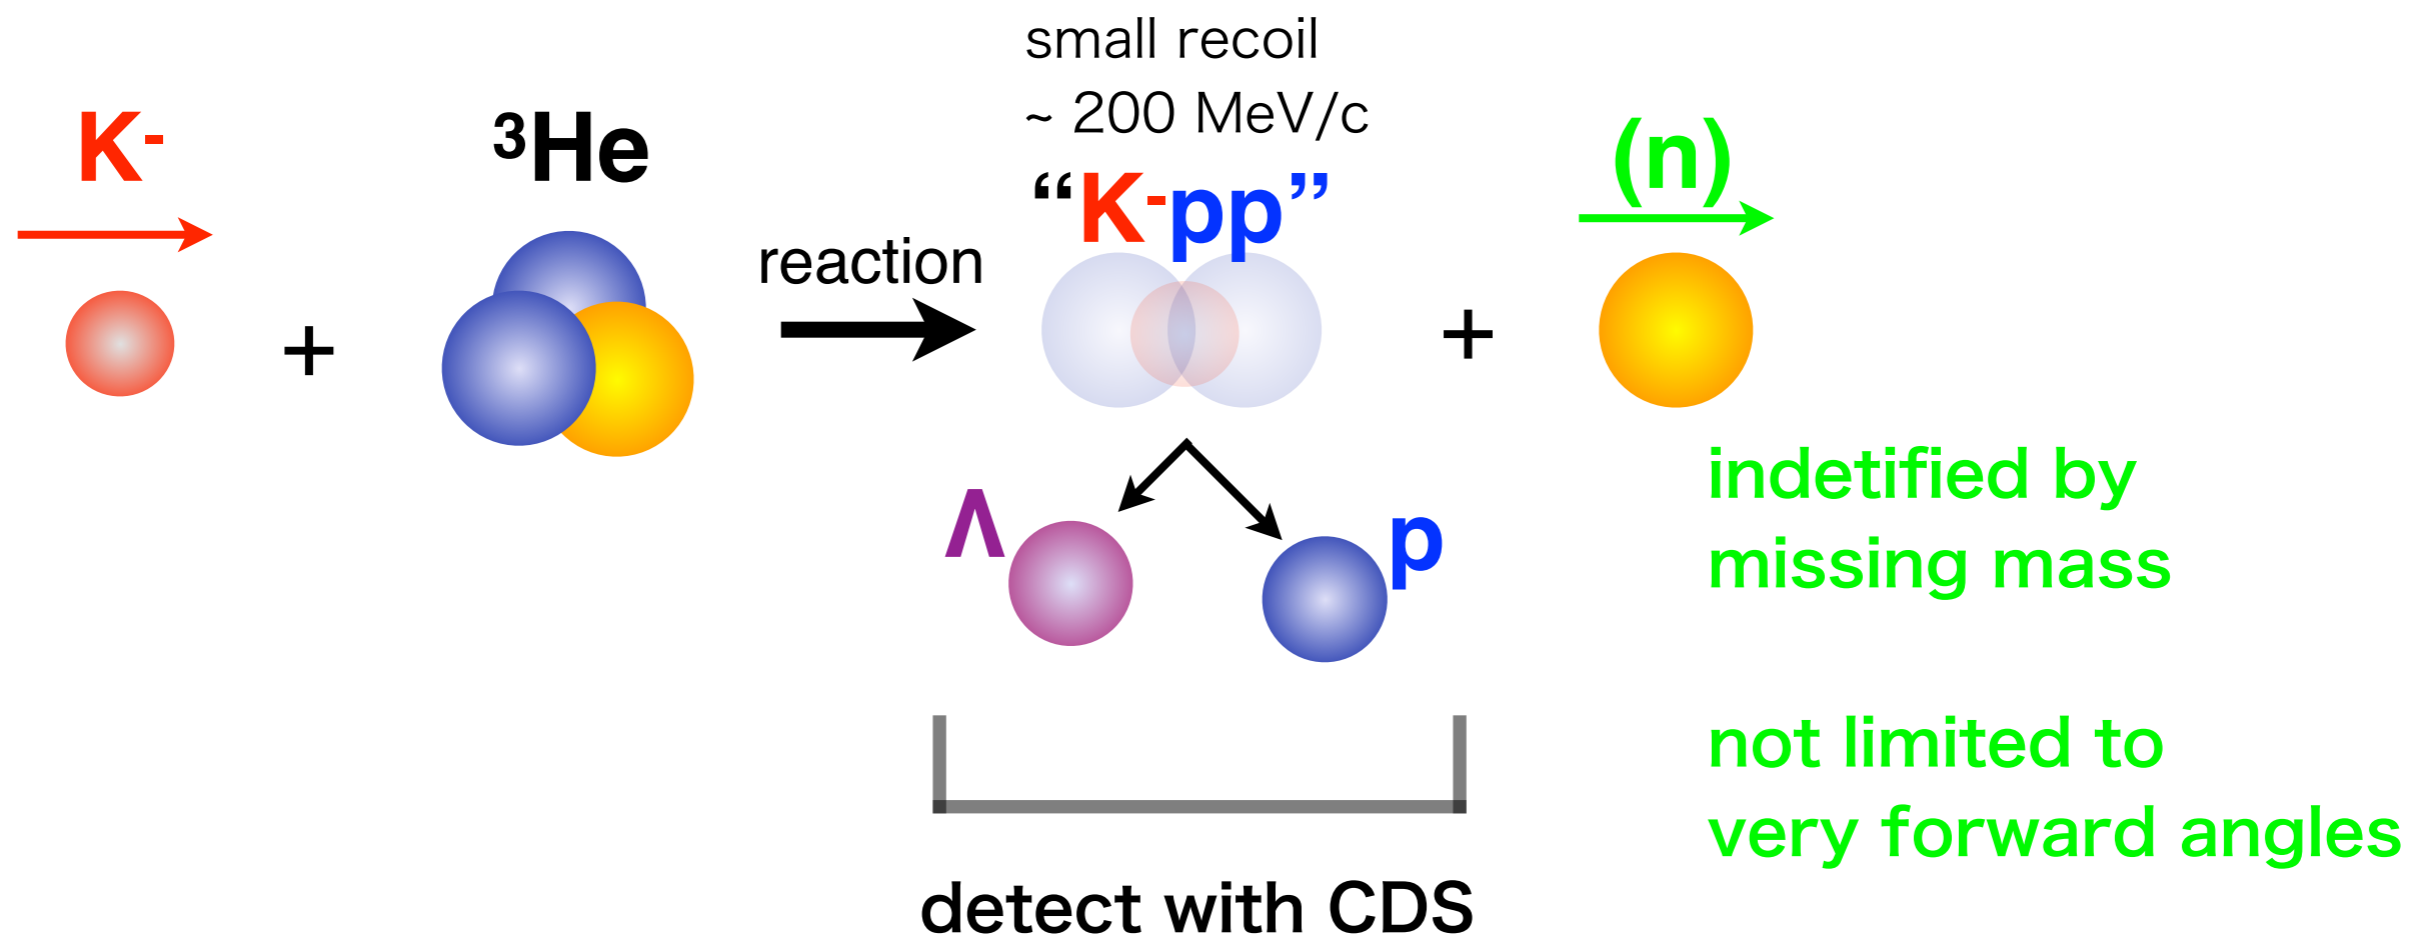 small recoil
~ 200 MeV/c
K-
+
³He
reaction
“K-pp”
+
(n)
Λ
p
indetified by
missing mass
not limited to
very forward angles
detect with CDS